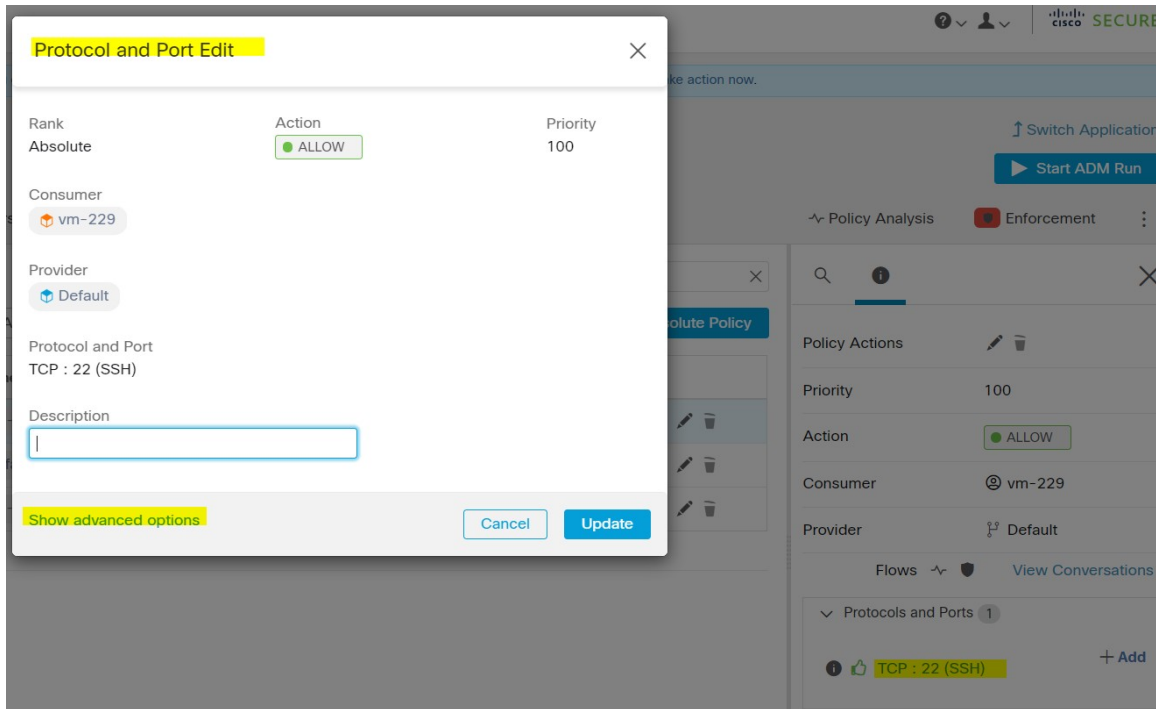 Protocol and Port Edit
Rank
Absolute
Action
ALLOW
Priority
100
Consumer
vm-229
Provider
Default
Protocol and Port
TCP : 22 (SSH)
Description
Show advanced options
Cancel
Update
cisco SECURE
ke action now.
Switch Application
Start ADM Run
Policy Analysis
Enforcement
olute Policy
Policy Actions
Priority
100
Action
ALLOW
Consumer
vm-229
Provider
Default
Flows
View Conversations
Protocols and Ports 1
+ Add
TCP : 22 (SSH)